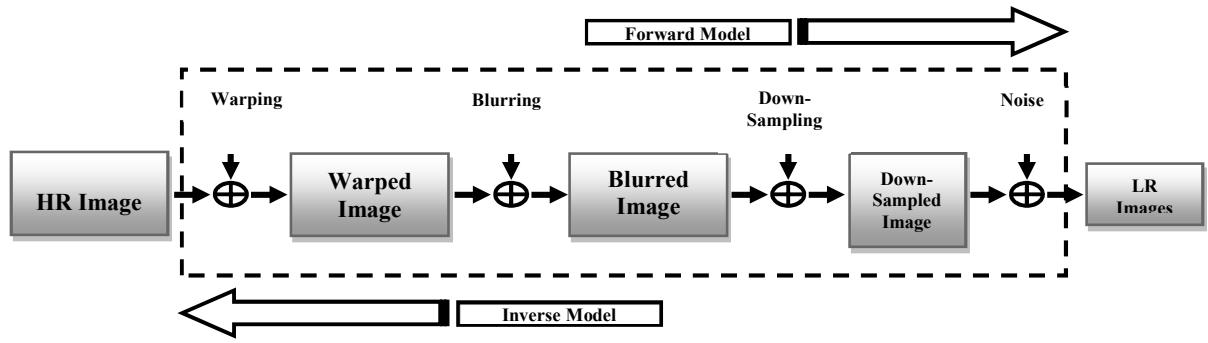 Forward Model
Warping
Blurring
Down-
Sampling
Noise
HR Image
Warped
Image
Blurred
Image
Down-
Sampled
Image
LR
Images
Inverse Model